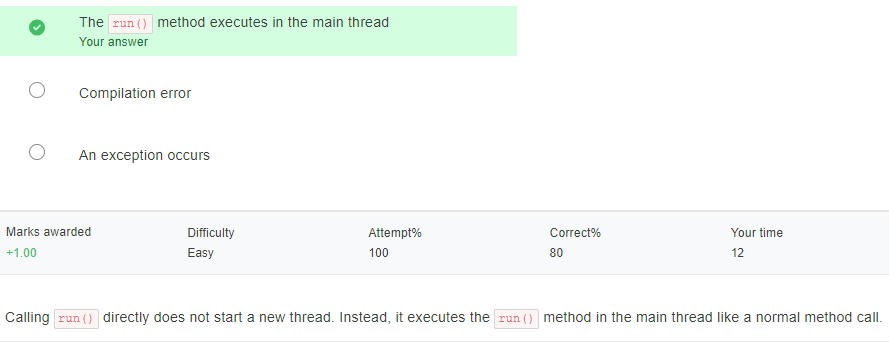 The run() method executes in the main thread
Your answer
Compilation error
An exception occurs
Marks awarded Difficulty Attempt% Correct% Your time
+1.00 Easy 100 80 12
Calling run() directly does not start a new thread. Instead, it executes the run() method in the main thread like a normal method call.